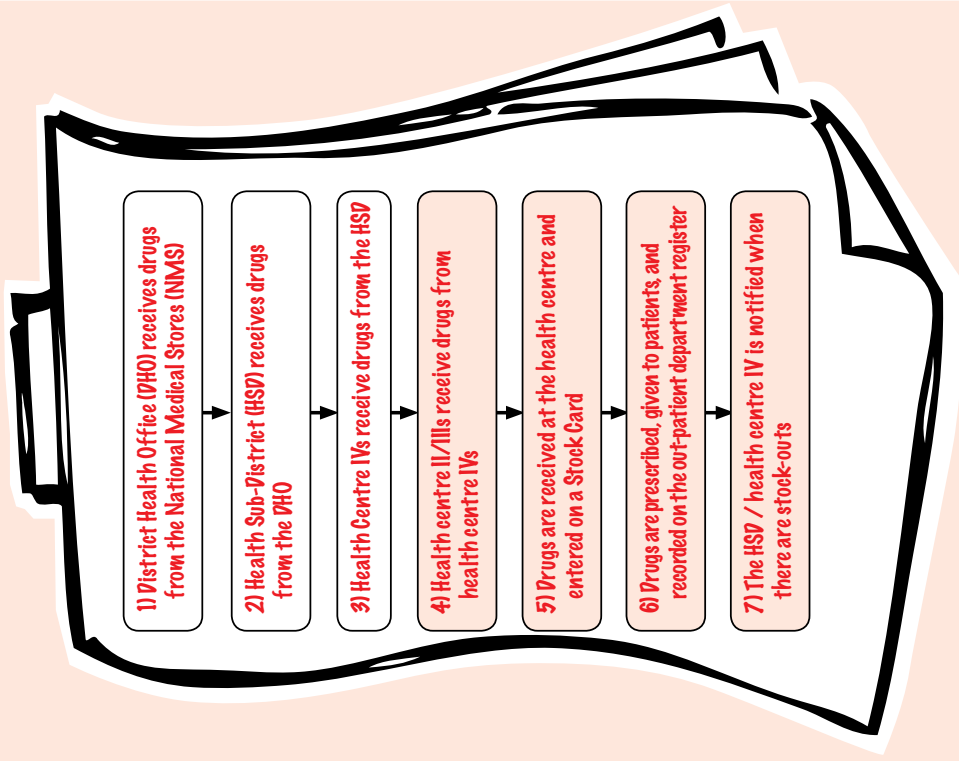 1) District Health Office (DHO) receives drugs
from the National Medical Stores (NMS)
2) Health Sub-District (HSD) receives drugs
from the DHO
3) Health Centre IVs receive drugs from the HSD
4) Health centre II/IIIs receive drugs from
health centre IVs
5) Drugs are received at the health centre and
entered on a Stock Card
6) Drugs are prescribed, given to patients, and
recorded on the out-patient department register
7) The HSD / health centre IV is notified when
there are stock-outs